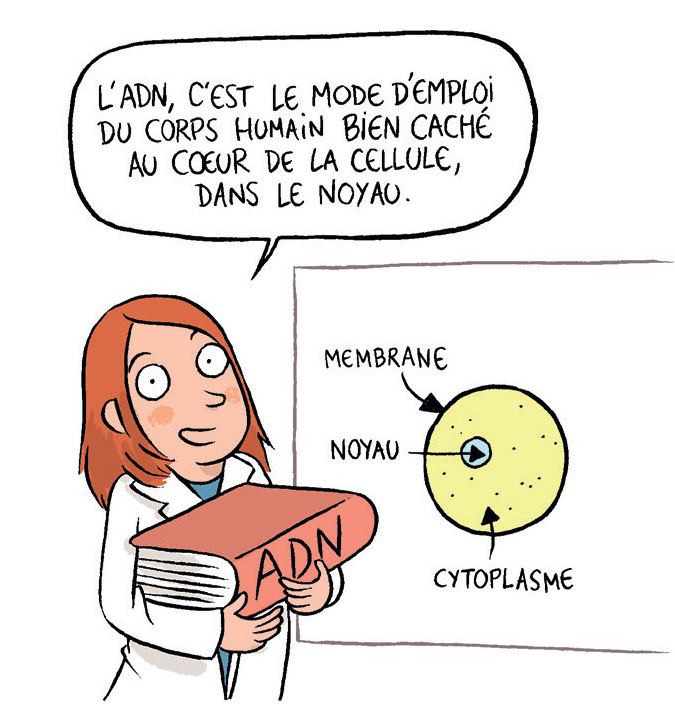 L'ADN, C'EST LE MODE D'EMPLOI
DU CORPS HUMAIN BIEN CACHÉ
AU CŒUR DE LA CELLULE,
DANS LE NOYAU.
MEMBRANE
NOYAU
CYTOPLASME
ADN